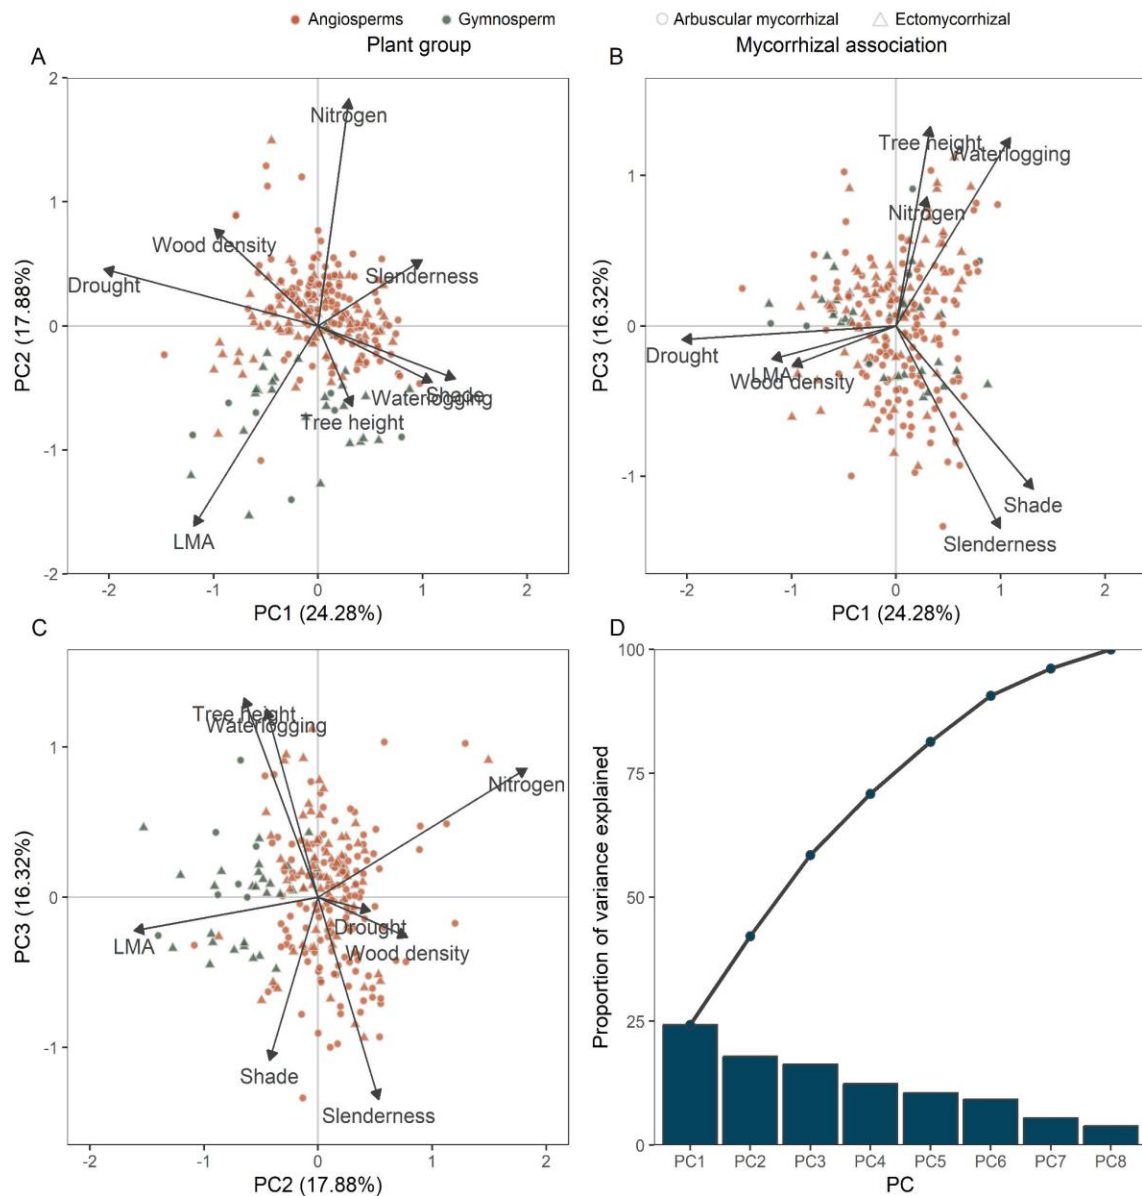 Angiosperms Gymnosperm Arbuscular mycorrhizal Ectomycorrhizal
Plant group Mycorrhizal association
A
2
1
0
-1
-2
PC2 (17.88%)
Nitrogen
Wood density
Slenderness
Drought
Shade
Waterlogging
Tree height
LMA
-2 -1 0 1 2
PC1 (24.28%)
B
1
0
-1
PC3 (16.32%)
Tree height
Waterlogging
Nitrogen
Drought
LMA
Wood density
Shade
Slenderness
-2 -1 0 1 2
PC1 (24.28%)
C
1
0
-1
PC3 (16.32%)
Tree height
Waterlogging
Nitrogen
Drought
LMA
Wood density
Shade
Slenderness
-2 -1 0 1 2
PC2 (17.88%)
D
100
75
50
25
0
Proportion of variance explained
PC1 PC2 PC3 PC4 PC5 PC6 PC7 PC8
PC